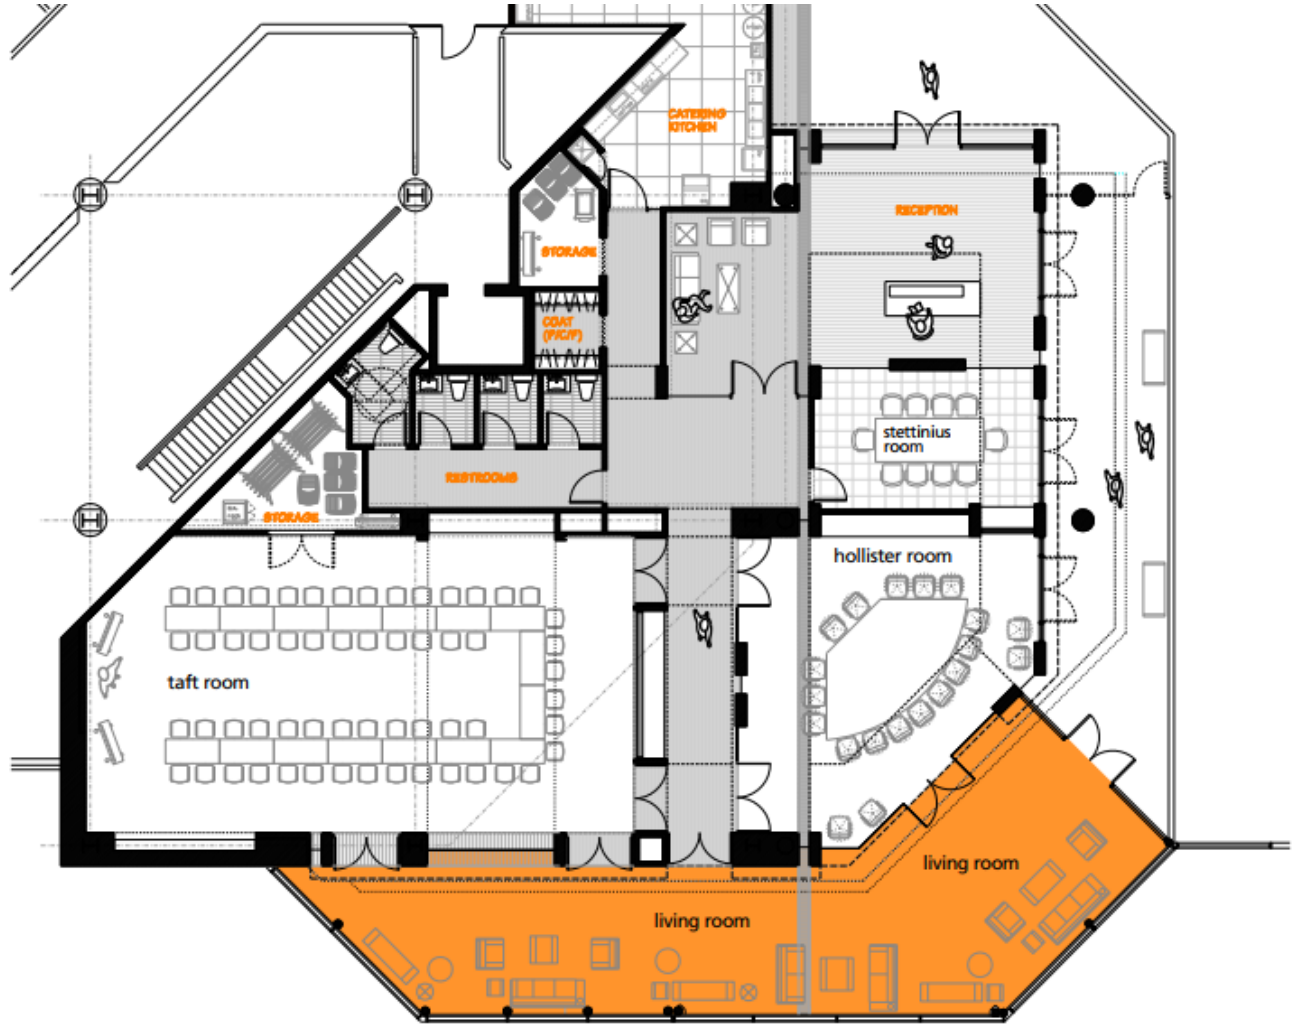 CATERING
KITCHEN
RECEPTION
STORAGE
COAT
(P/C/F)
stettinius
room
RESTROOMS
STORAGE
hollister room
taft room
living room
living room